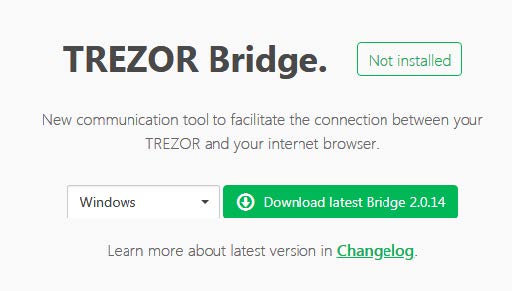 TREZOR Bridge.
Not installed
New communication tool to facilitate the connection between your
TREZOR and your internet browser.
Windows
Download latest Bridge 2.0.14
Learn more about latest version in Changelog.